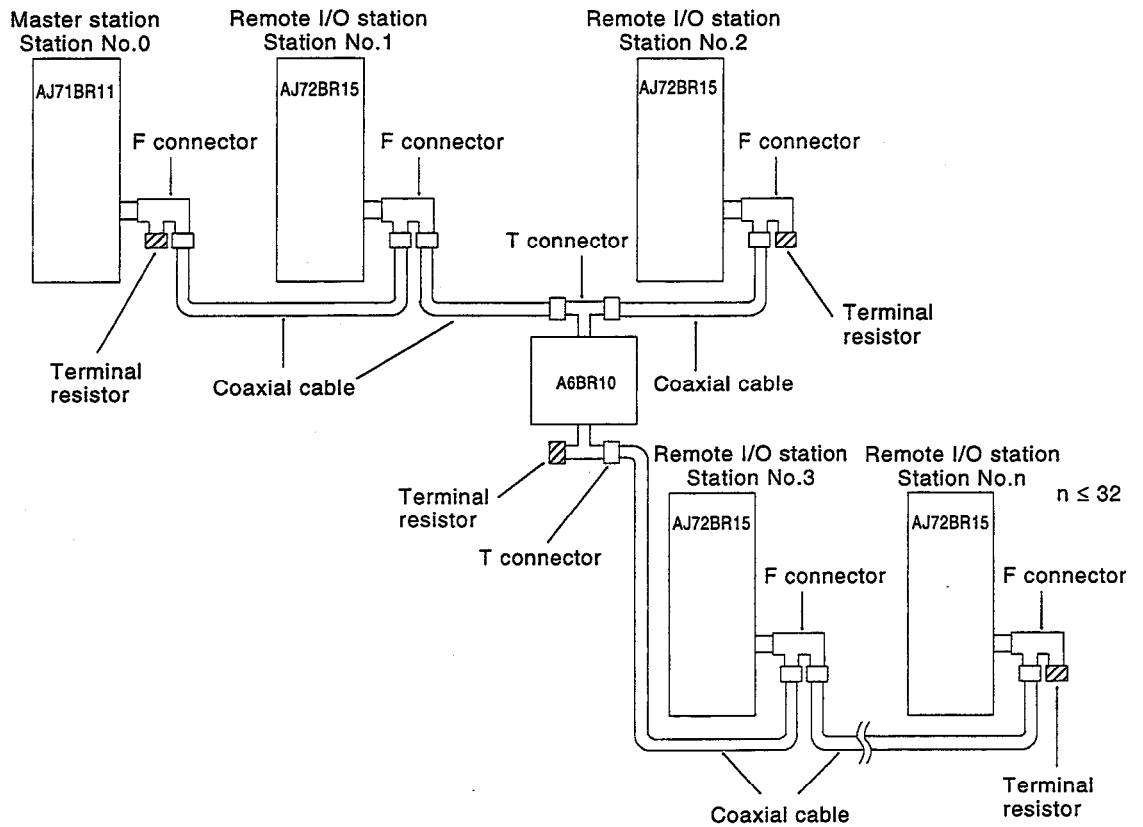 Master station
Station No.0
Remote I/O station
Station No.1
Remote I/O station
Station No.2
AJ71BR11
AJ72BR15
AJ72BR15
F connector
F connector
F connector
T connector
Terminal
resistor
Terminal
resistor
Coaxial cable
A6BR10
Coaxial cable
Remote I/O station
Station No.3
Remote I/O station
Station No.n
n ≤ 32
Terminal
resistor
AJ72BR15
AJ72BR15
T connector
F connector
F connector
Coaxial cable
Terminal
resistor